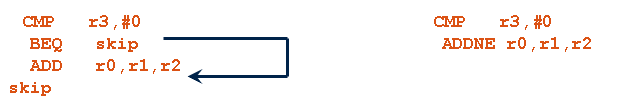 CMP r3,#0
BEQ skip
ADD r0,r1,r2
skip
CMP r3,#0
ADDNE r0,r1,r2